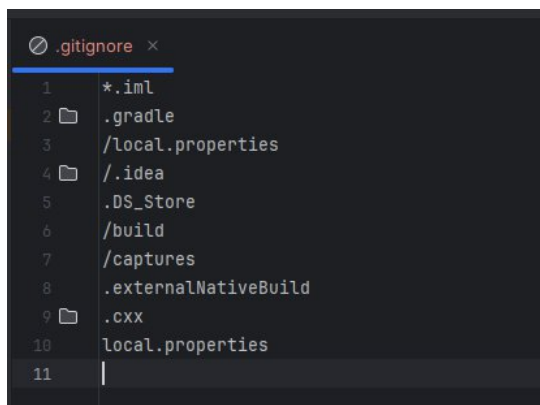 .gitignore ×
1 *.iml
2 .gradle
3 /local.properties
4 /.idea
5 .DS_Store
6 /build
7 /captures
8 .externalNativeBuild
9 .cxx
10 local.properties
11